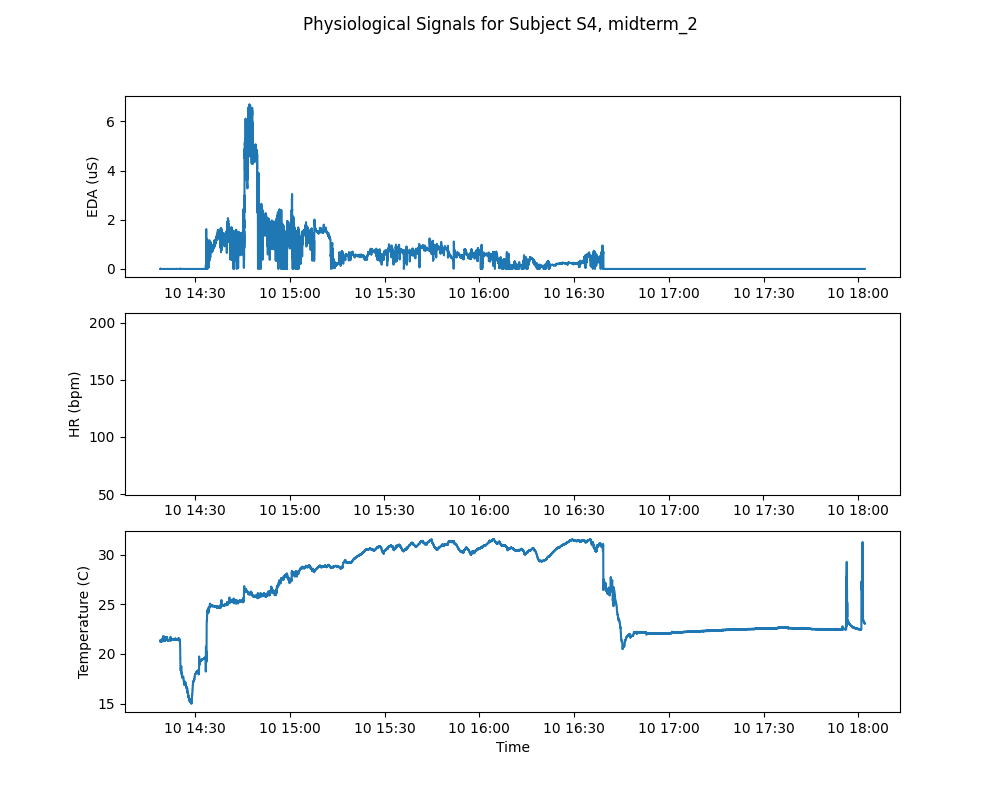 Physiological Signals for Subject S4, midterm_2
EDA (uS)
6
4
2
0
10 14:30 10 15:00 10 15:30 10 16:00 10 16:30 10 17:00 10 17:30 10 18:00
HR (bpm)
200
150
100
50
10 14:30 10 15:00 10 15:30 10 16:00 10 16:30 10 17:00 10 17:30 10 18:00
Temperature (C)
30
25
20
15
10 14:30 10 15:00 10 15:30 10 16:00 10 16:30 10 17:00 10 17:30 10 18:00
Time